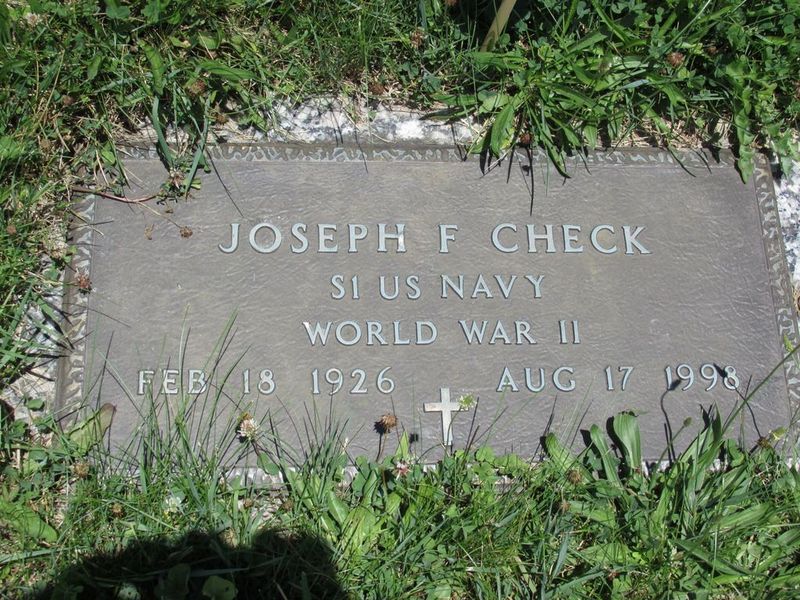 JOSEPH F CHECK
S1 US NAVY
WORLD WAR II
FEB 18 1926 AUG 17 1998